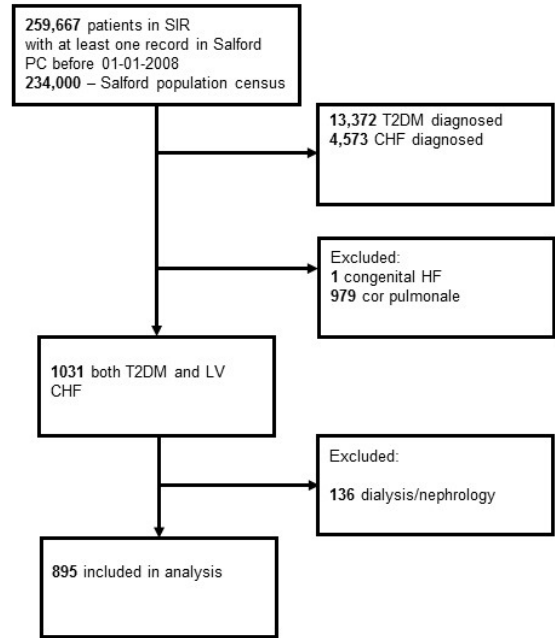 259,667 patients in SIR
with at least one record in Salford
PC before 01-01-2008
234,000 – Salford population census
13,372 T2DM diagnosed
4,573 CHF diagnosed
Excluded:
1 congenital HF
979 cor pulmonale
1031 both T2DM and LV
CHF
Excluded:
136 dialysis/nephrology
895 included in analysis